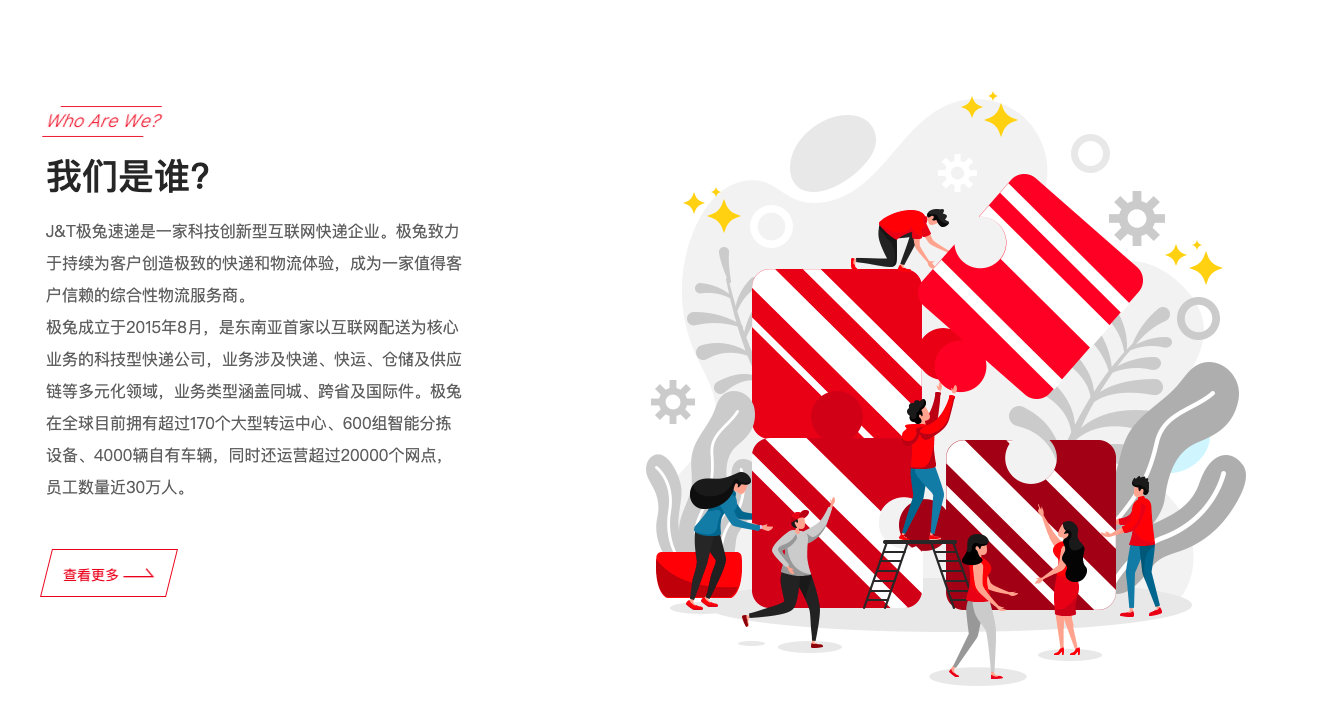 Who Are We?
我们是谁?
J&T极兔速递是一家科技创新型互联网快递企业。极兔致力
于持续为客户创造极致的快递和物流体验，成为一家值得客
户信赖的综合性物流服务商。
极兔成立于2015年8月，是东南亚首家以互联网配送为核心
业务的科技型快递公司，业务涉及快递、快运、仓储及供应
链等多元化领域，业务类型涵盖同城、跨省及国际件。极兔
在全球目前拥有超过170个大型转运中心、600组智能分拣
设备、4000辆自有车辆，同时还运营超过20000个网点，
员工数量近30万人。
查看更多